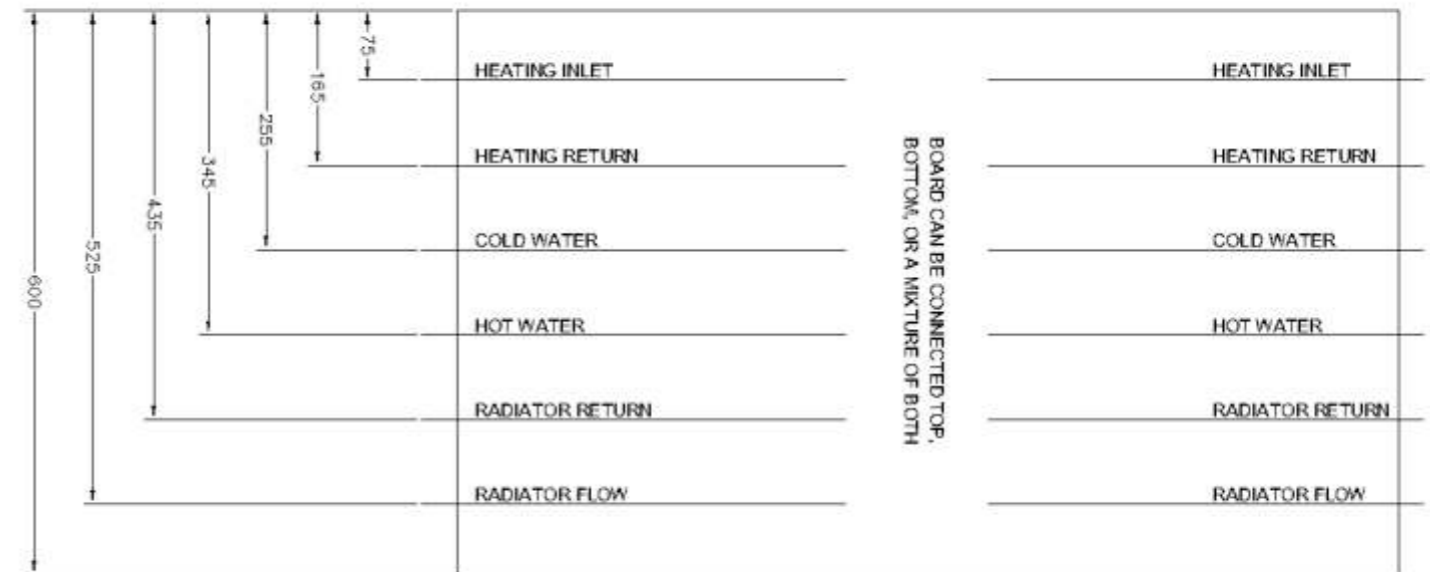 75
165
255
345
435
525
600
HEATING INLET
HEATING RETURN
COLD WATER
HOT WATER
RADIATOR RETURN
RADIATOR FLOW
BOARD CAN BE CONNECTED TOP,
BOTTOM, OR A MIXTURE OF BOTH
HEATING INLET
HEATING RETURN
COLD WATER
HOT WATER
RADIATOR RETURN
RADIATOR FLOW